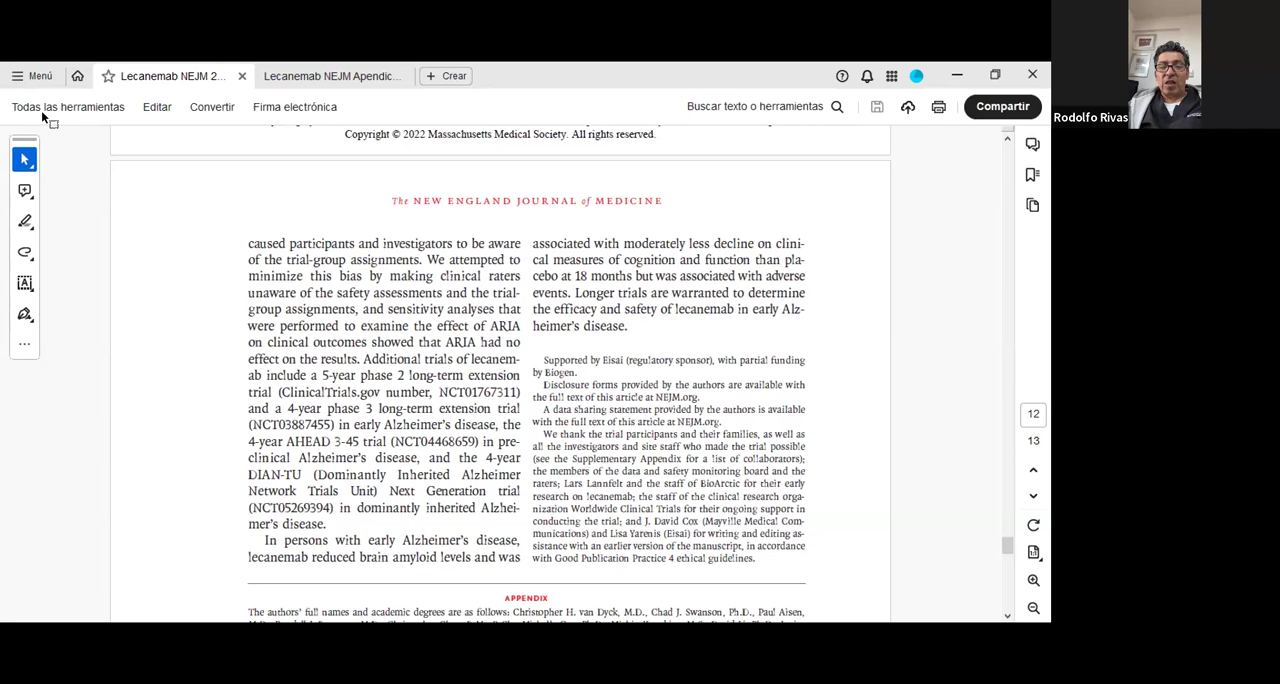 Menú
Lecanemab NEJM 2...
Lecanemab NEJM Apendic...
Crear
Todas las herramientas
Editar
Convertir
Firma electrónica
Buscar texto o herramientas
Compartir
Rodolfo Rivas
Copyright © 2022 Massachusetts Medical Society. All rights reserved.
The NEW ENGLAND JOURNAL of MEDICINE
caused participants and investigators to be aware
of the trial-group assignments. We attempted to
minimize this bias by making clinical raters
unaware of the safety assessments and the trial-
group assignments, and sensitivity analyses that
were performed to examine the effect of ARIA
on clinical outcomes showed that ARIA had no
effect on the results. Additional trials of lecanem-
ab include a 5-year phase 2 long-term extension
trial (ClinicalTrials.gov number, NCT01767311)
and a 4-year phase 3 long-term extension trial
(NCT03887455) in early Alzheimer's disease, the
4-year AHEAD 3-45 trial (NCT04468659) in pre-
clinical Alzheimer's disease, and the 4-year
DIAN-TU (Dominantly Inherited Alzheimer
Network Trials Unit) Next Generation trial
(NCT05269394) in dominantly inherited Alzhei-
mer's disease.
In persons with early Alzheimer's disease,
lecanemab reduced brain amyloid levels and was
associated with moderately less decline on clini-
cal measures of cognition and function than pla-
cebo at 18 months but was associated with adverse
events. Longer trials are warranted to determine
the efficacy and safety of lecanemab in early Alz-
heimer's disease.
Supported by Eisai (regulatory sponsor), with partial funding
by Biogen.
Disclosure forms provided by the authors are available with
the full text of this article at NEJM.org.
A data sharing statement provided by the authors is available
with the full text of this article at NEJM.org.
We thank the trial participants and their families, as well as
all the investigators and site staff who made the trial possible
(see the Supplementary Appendix for a list of collaborators);
the members of the data and safety monitoring board and the
raters; Lars Lannfelt and the staff of BioArctic for their early
research on lecanemab; the staff of the clinical research orga-
nization Worldwide Clinical Trials for their ongoing support in
conducting the trial; and J. David Cox (Mayville Medical Com-
munications) and Lisa Yarenis (Eisai) for writing and editing as-
sistance with an earlier version of the manuscript, in accordance
with Good Publication Practice 4 ethical guidelines.
APPENDIX
The authors' full names and academic degrees are as follows: Christopher H. van Dyck, M.D., Chad J. Swanson, Ph.D., Paul Aisen,
12
13